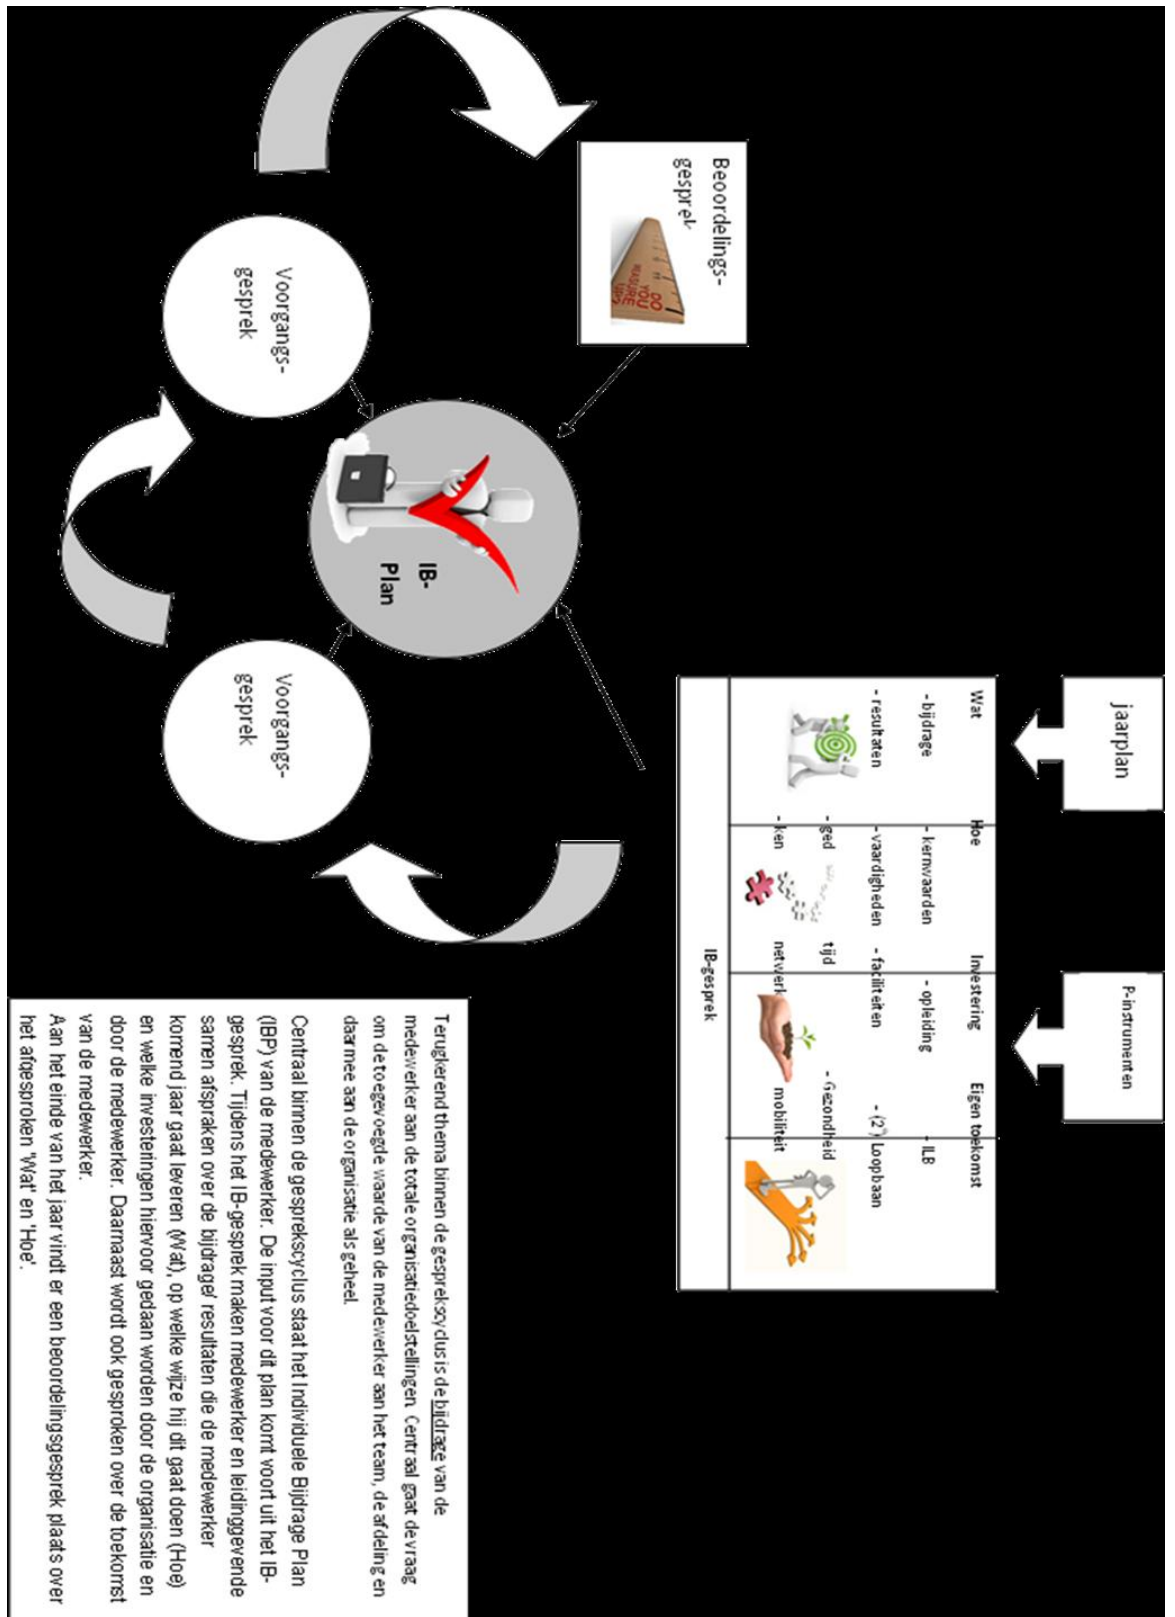 jaarplan
P-instrumenten
Wat
Hoe
Investering
Eigen toekomst
- bijdrage
- kernwaarden
- opleiding
- ILB
- resultaten
- vaardigheden
- faciliteiten
- (2e) Loopbaan
- ged
tijd
- Gezondheid
- ken
netwerk
mobiliteit
IB-gesprek
Beoordelings-
gesprek
DO
YOU
MEASURE
UP?
IB-
Plan
Voorgangs-
gesprek
Voorgangs-
gesprek
Terugkerend thema binnen de gesprekscyclus is de bijdrage van de
medewerker aan de totale organisatiedoelstellingen. Centraal gaat de vraag
om de toegevoegde waarde van de medewerker aan het team, de afdeling en
daarmee aan de organisatie als geheel.
Centraal binnen de gesprekscyclus staat het Individuele Bijdrage Plan
(IBP) van de medewerker. De input voor dit plan komt voort uit het IB-
gesprek. Tijdens het IB-gesprek maken medewerker en leidinggevende
samen afspraken over de bijdrage/ resultaten die de medewerker
komend jaar gaat leveren (Wat), op welke wijze hij dit gaat doen (Hoe)
en welke investeringen hiervoor gedaan worden door de organisatie en
door de medewerker. Daarnaast wordt ook gesproken over de toekomst
van de medewerker.
Aan het einde van het jaar vindt er een beoordelingsgesprek plaats over
het afgesproken 'Wat' en 'Hoe'.